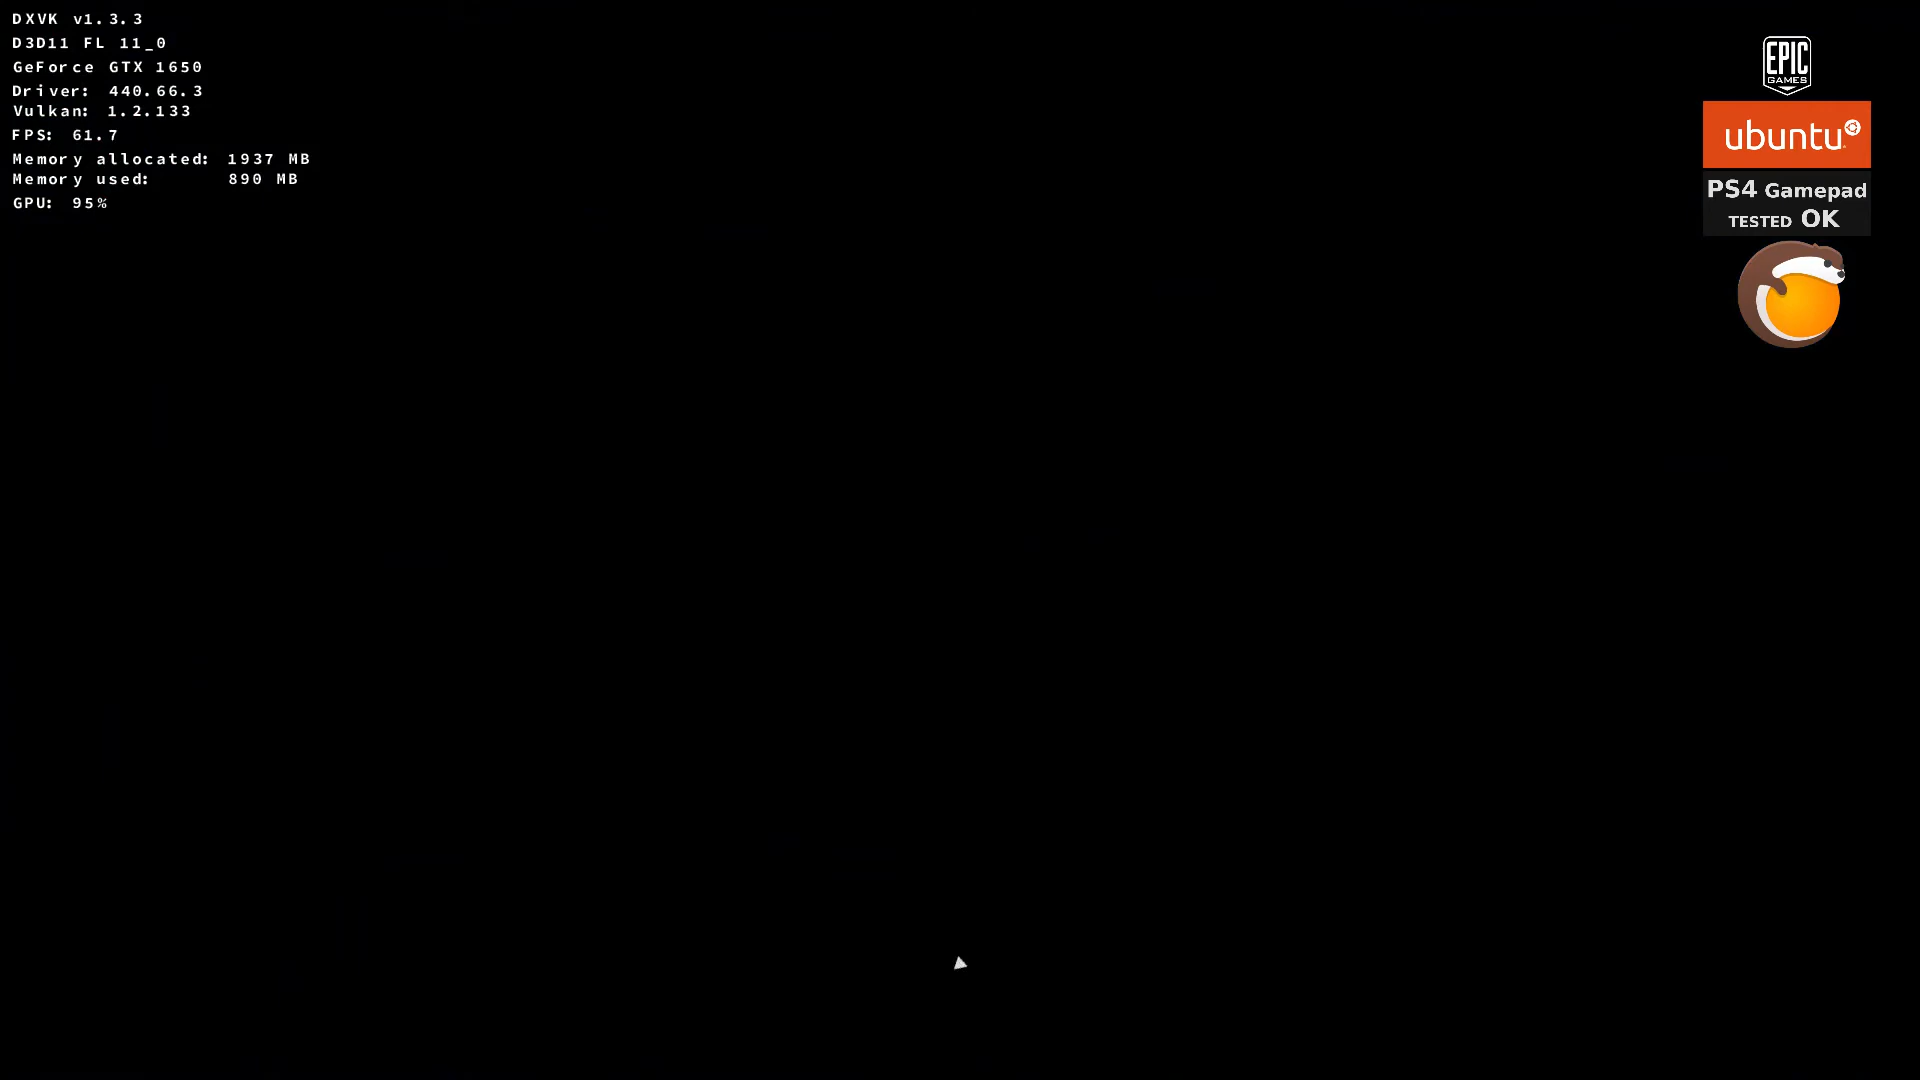 DXVK v1.3.3
D3D11 FL 11_0
GeForce GTX 1650
Driver: 440.66.3
Vulkan: 1.2.133
FPS: 61.7
Memory allocated: 1937 MB
Memory used: 890 MB
GPU: 95%
EPIC
GAMES
ubuntu
PS4 Gamepad
TESTED OK